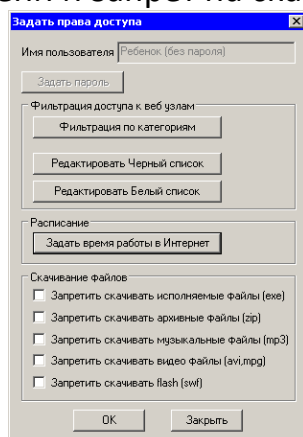 Задать права доступа
Имя пользователя Ребенок (без пароля)
Задать пароль
Фильтрация доступа к веб узлам
Фильтрация по категориям
Редактировать Черный список
Редактировать Белый список
Расписание
Задать время работы в Интернет
Скачивание файлов
Запретить скачивать исполняемые файлы (exe)
Запретить скачивать архивные файлы (zip)
Запретить скачивать музыкальные файлы (mp3)
Запретить скачивать видео файлы (avi,mpg)
Запретить скачивать flash (swf)
OK Закрыть